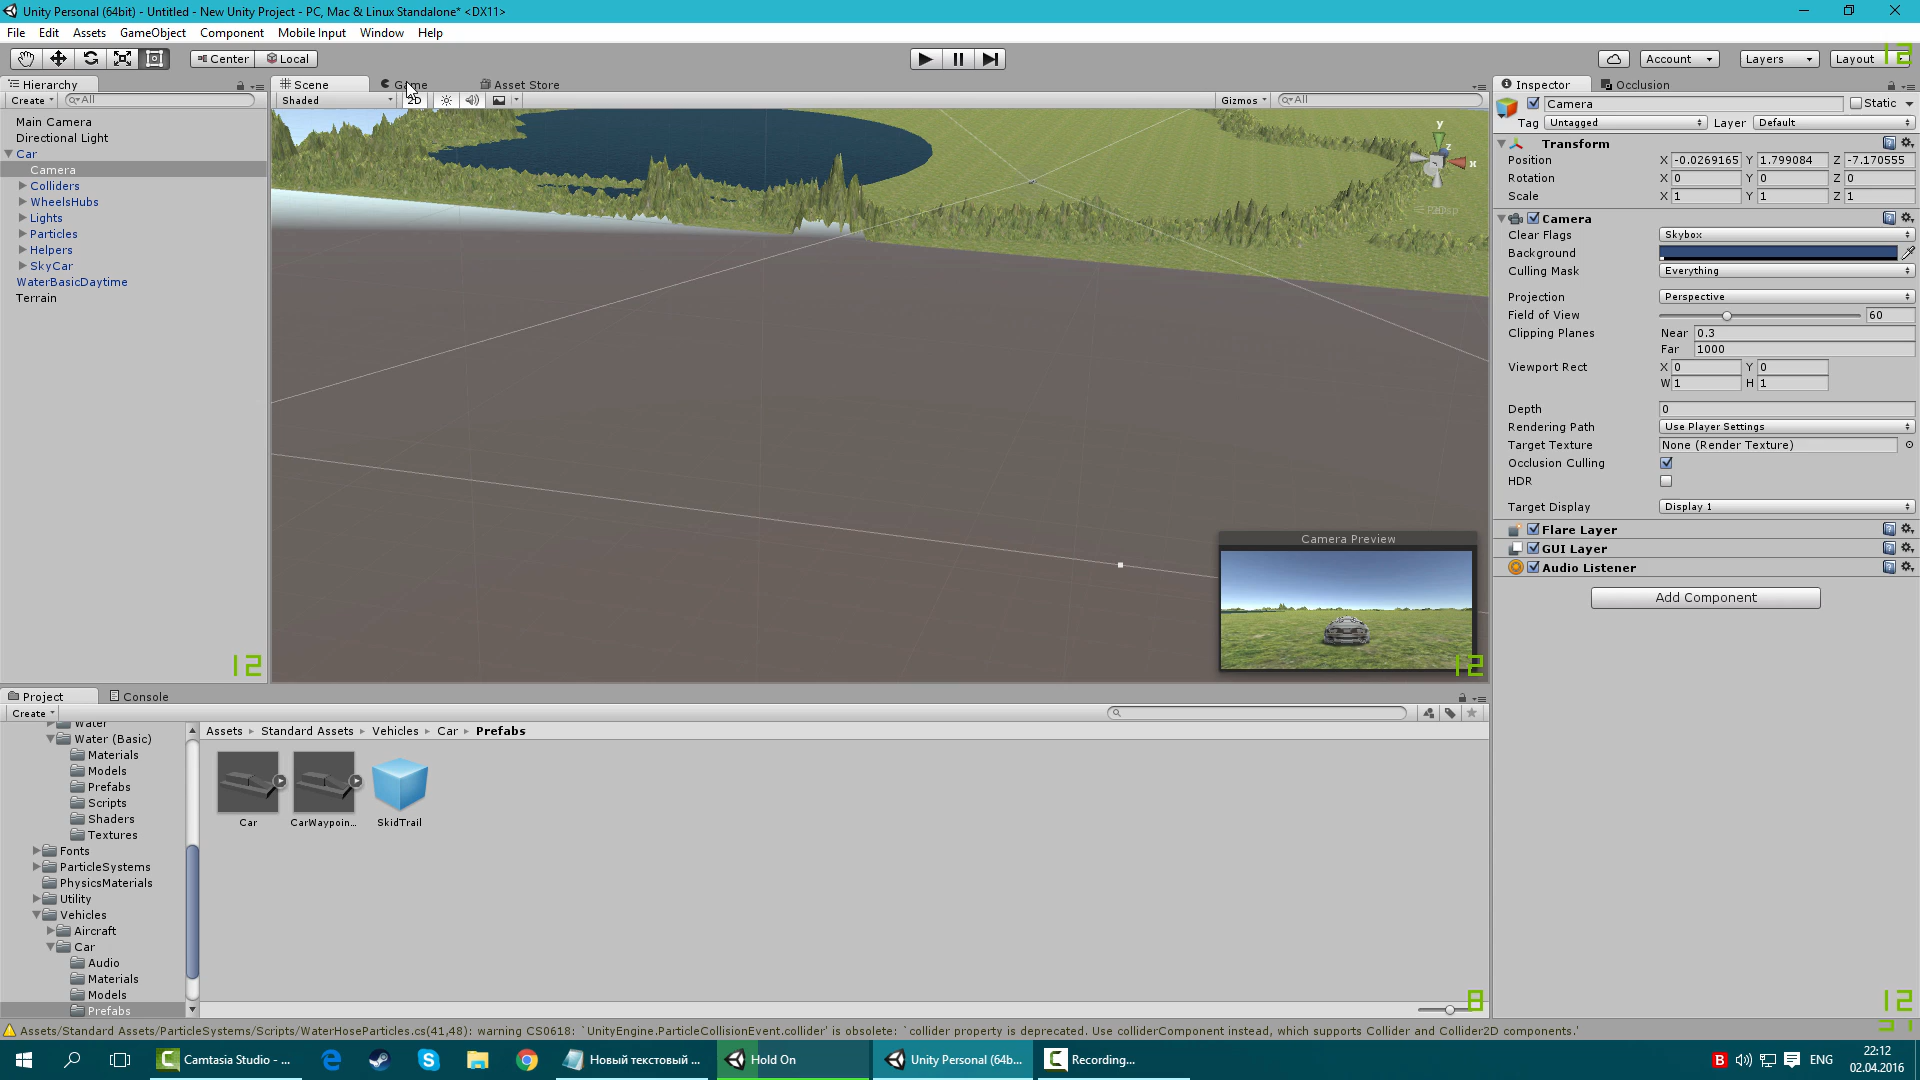 Unity Personal (64bit) - Untitled - New Unity Project - PC, Mac & Linux Standalone* <DX11>
File Edit Assets GameObject Component Mobile Input Window Help
Center Local Account Layers Layout
12
Hierarchy
Create All
Main Camera
Directional Light
Car
Camera
Colliders
WheelsHubs
Lights
Particles
Helpers
SkyCar
WaterBasicDaytime
Terrain
12
Scene Game Asset Store
Shaded 2D Gizmos All
y
z
x
Camera Preview
12
Inspector Occlusion
Camera Static
Tag Untagged Layer Default
Transform
Position X -0.0269165 Y 1.799084 Z -7.170555
Rotation X 0 Y 0 Z 0
Scale X 1 Y 1 Z 1
Camera
Clear Flags Skybox
Background
Culling Mask Everything
Projection Perspective
Field of View 60
Clipping Planes Near 0.3
Far 1000
Viewport Rect X 0 Y 0
W 1 H 1
Depth 0
Rendering Path Use Player Settings
Target Texture None (Render Texture)
Occlusion Culling
HDR
Target Display Display 1
Flare Layer
GUI Layer
Audio Listener
Add Component
12
Project Console
Create
Water
Water (Basic)
Materials
Models
Prefabs
Scripts
Shaders
Textures
Fonts
ParticleSystems
PhysicsMaterials
Utility
Vehicles
Aircraft
Car
Audio
Materials
Models
Prefabs
Assets Standard Assets Vehicles Car Prefabs
Car CarWaypoin... SkidTrail
8
Assets/Standard Assets/ParticleSystems/Scripts/WaterHoseParticles.cs(41,48): warning CS0618: `UnityEngine.ParticleCollisionEvent.collider' is obsolete: `collider property is deprecated. Use colliderComponent instead, which supports Collider and Collider2D components.'
Camtasia Studio - ... Новый текстовый ... Hold On Unity Personal (64b... Recording... ENG
22:12
02.04.2016